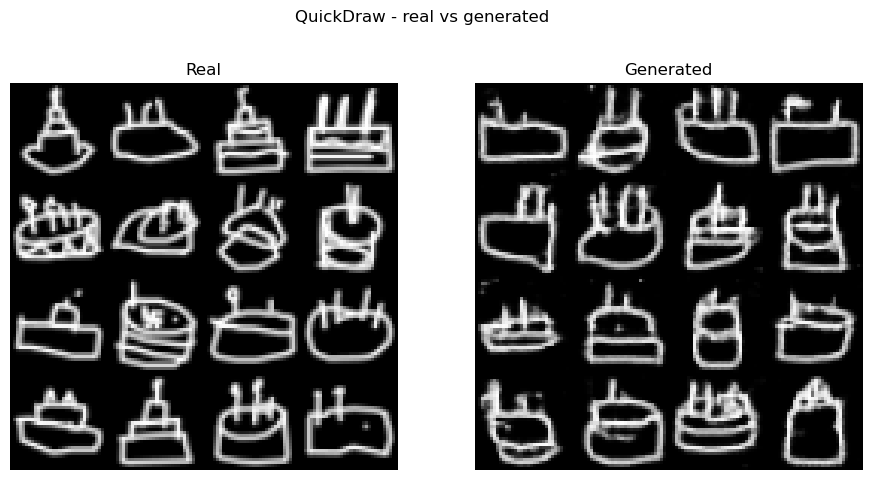 QuickDraw - real vs generated
Real
Generated